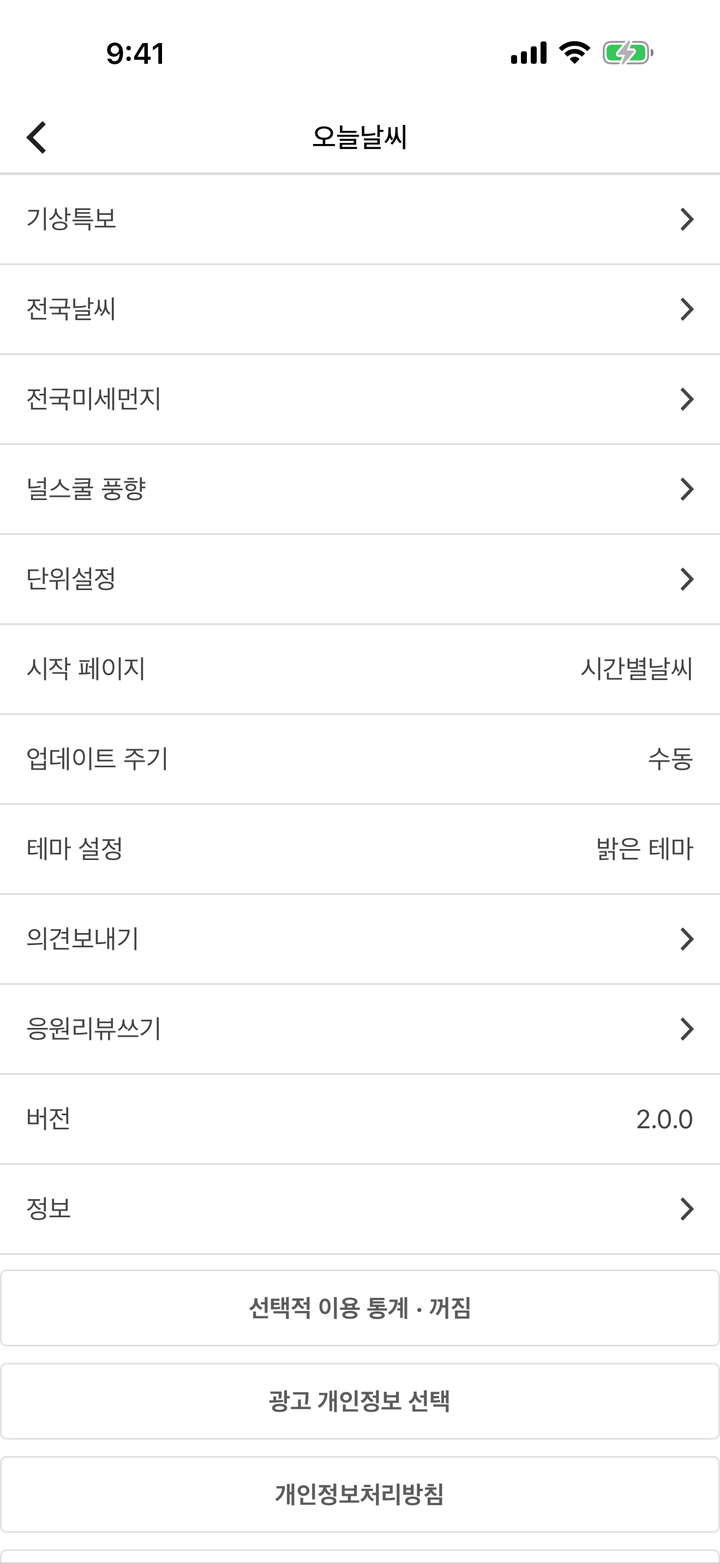 9:41
오늘날씨
기상특보
전국날씨
전국미세먼지
널스쿨 풍향
단위설정
시작 페이지 시간별날씨
업데이트 주기 수동
테마 설정 밝은 테마
의견보내기
응원리뷰쓰기
버전 2.0.0
정보
선택적 이용 통계 · 꺼짐
광고 개인정보 선택
개인정보처리방침